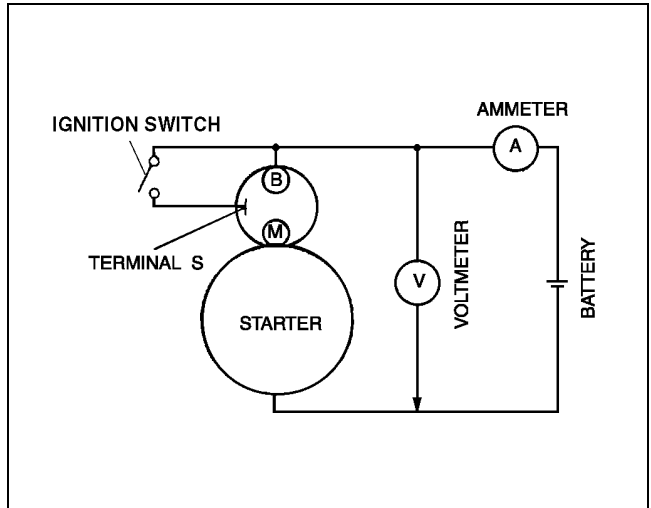 AMMETER
IGNITION SWITCH
A
B
M
TERMINAL S
V
VOLTMETER
BATTERY
STARTER